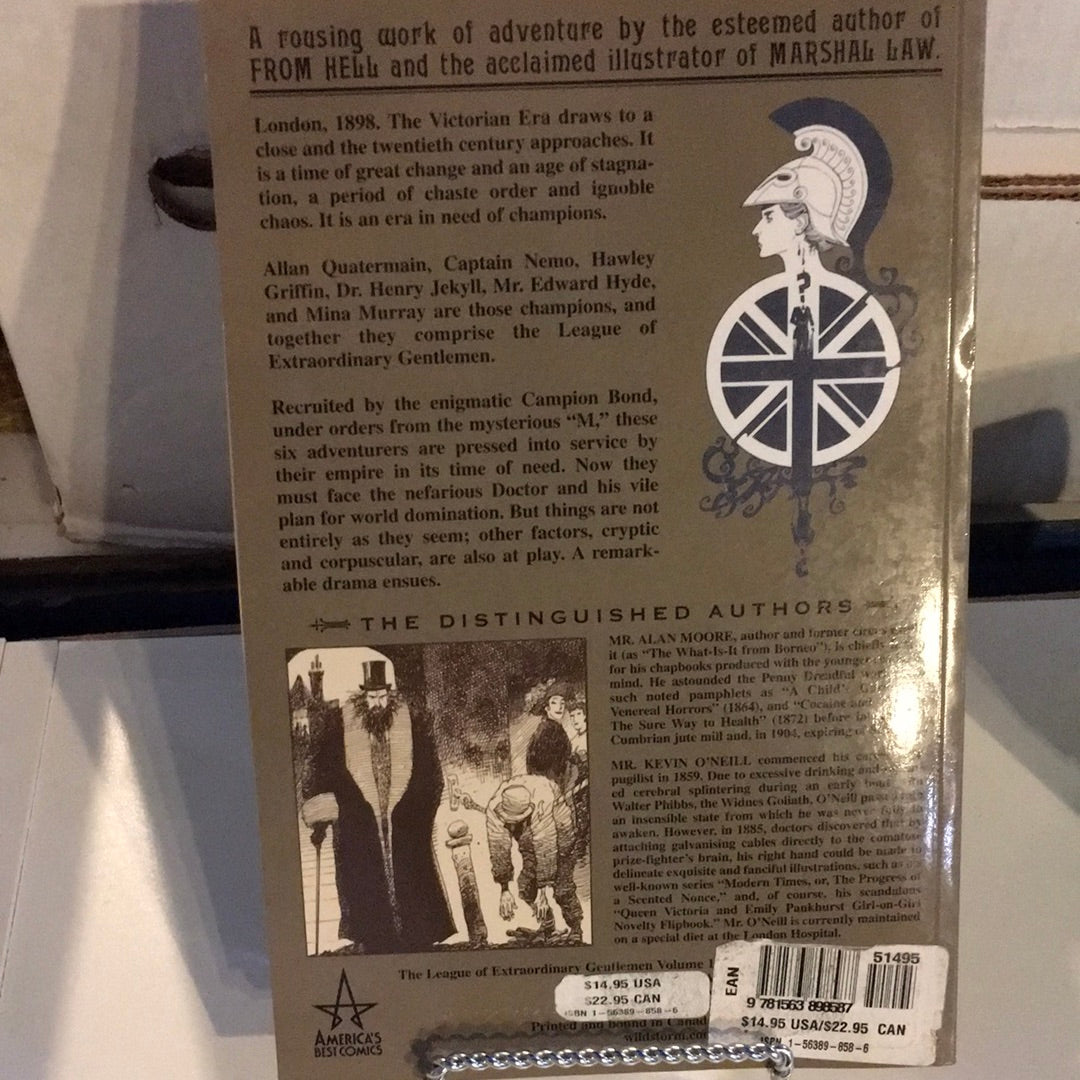 A rousing work of adventure by the esteemed author of
FROM HELL and the acclaimed illustrator of MARSHAL LAW.
London, 1898. The Victorian Era draws to a
close and the twentieth century approaches. It
is a time of great change and an age of stagna-
tion, a period of chaste order and ignoble
chaos. It is an era in need of champions.
Allan Quatermain, Captain Nemo, Hawley
Griffin, Dr. Henry Jekyll, Mr. Edward Hyde,
and Mina Murray are those champions, and
together they comprise the League of
Extraordinary Gentlemen.
Recruited by the enigmatic Campion Bond,
under orders from the mysterious “M,” these
six adventurers are pressed into service by
their empire in its time of need. Now they
must face the nefarious Doctor and his vile
plan for world domination. But things are not
entirely as they seem; other factors, cryptic
and corpuscular, are also at play. A remark-
able drama ensues.
?
THE DISTINGUISHED AUTHORS
MR. ALAN MOORE, author and former circus
it (as “The What-Is-It from Borneo”), is chiefly
for his chapbooks produced with the younger
mind. He astounded the Penny Dreadful
such noted pamphlets as “A Child's
Venereal Horrors” (1864), and “Cocaine and
The Sure Way to Health” (1872) before
Cumbrian jute mill and, in 1904, expiring
MR. KEVIN O'NEILL commenced his
pugilist in 1859. Due to excessive drinking and
ed cerebral splintering during an early bout
Walter Phibbs, the Widnes Goliath, O'Neill
an insensible state from which he was never fully to
awaken. However, in 1885, doctors discovered that by
attaching galvanising cables directly to the comatose
prize-fighter's brain, his right hand could be made to
delineate exquisite and fanciful illustrations, such as
well-known series “Modern Times, or, The Progress of
a Scented Nonce,” and, of course, his scandalous
“Queen Victoria and Emily Pankhurst Girl-on-Girl
Novelty Flipbook.” Mr. O'Neill is currently maintained
on a special diet at the London Hospital.
The League of Extraordinary Gentlemen Volume
$14.95 USA
$22.95 CAN
ISBN 1-56389-858-6
Printed and bound in
wildstorm
AMERICA'S
BEST COMICS
EAN
51495
9 781563 898587
$14.95 USA/$22.95 CAN
ISBN 1-56389-858-6